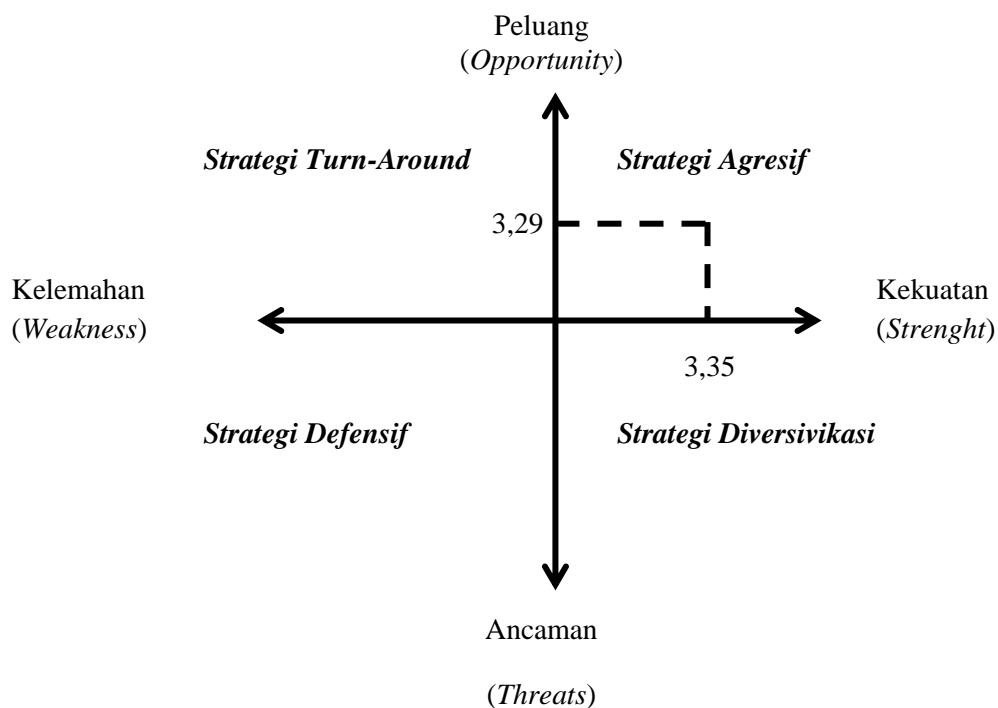 Peluang
(Opportunity)
Strategi Turn-Around
Strategi Agresif
3,29
Kelemahan
(Weakness)
Kekuatan
(Strenght)
3,35
Strategi Defensif
Strategi Diversivikasi
Ancaman
(Threats)